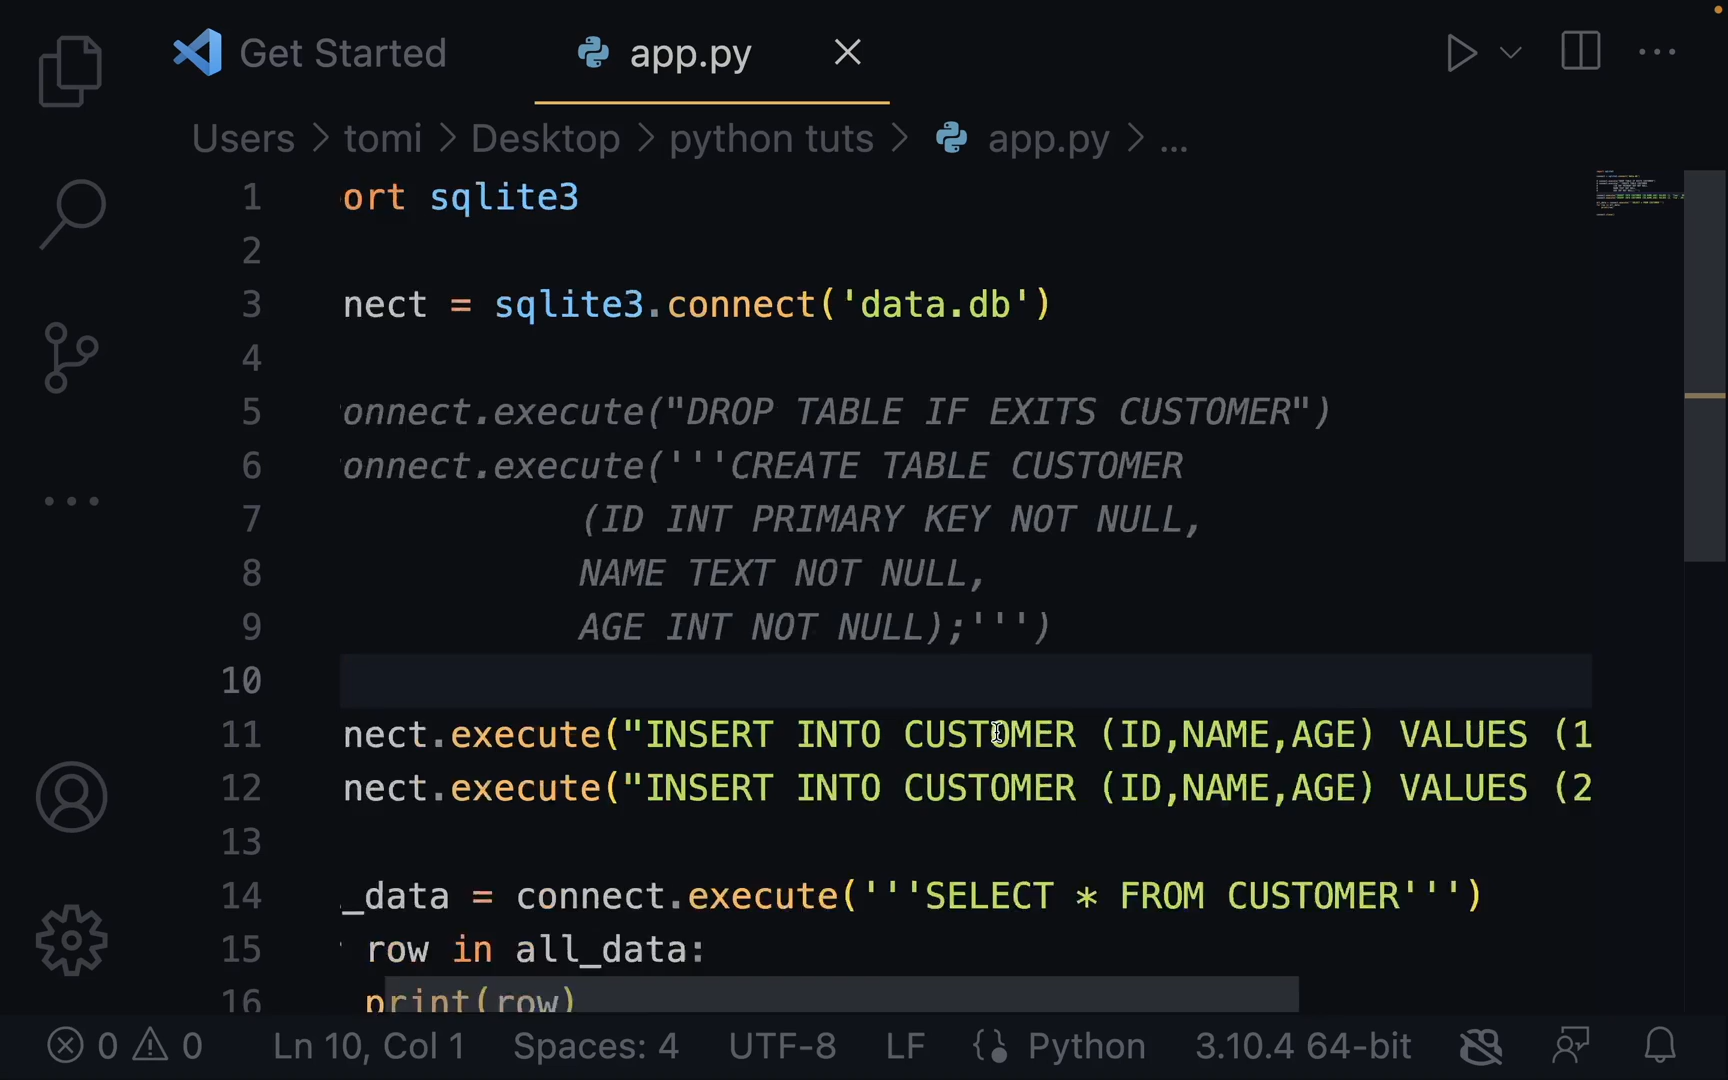 Get Started
app.py
Users > tomi > Desktop > python tuts > app.py > ...
1 ort sqlite3
2
3 nect = sqlite3.connect('data.db')
4
5 onnect.execute("DROP TABLE IF EXITS CUSTOMER")
6 onnect.execute('''CREATE TABLE CUSTOMER
7 (ID INT PRIMARY KEY NOT NULL,
8 NAME TEXT NOT NULL,
9 AGE INT NOT NULL);''')
10
11 nect.execute("INSERT INTO CUSTOMER (ID,NAME,AGE) VALUES (1
12 nect.execute("INSERT INTO CUSTOMER (ID,NAME,AGE) VALUES (2
13
14 _data = connect.execute('''SELECT * FROM CUSTOMER''')
15 row in all_data:
16 print(row)
0 0 Ln 10, Col 1 Spaces: 4 UTF-8 LF Python 3.10.4 64-bit